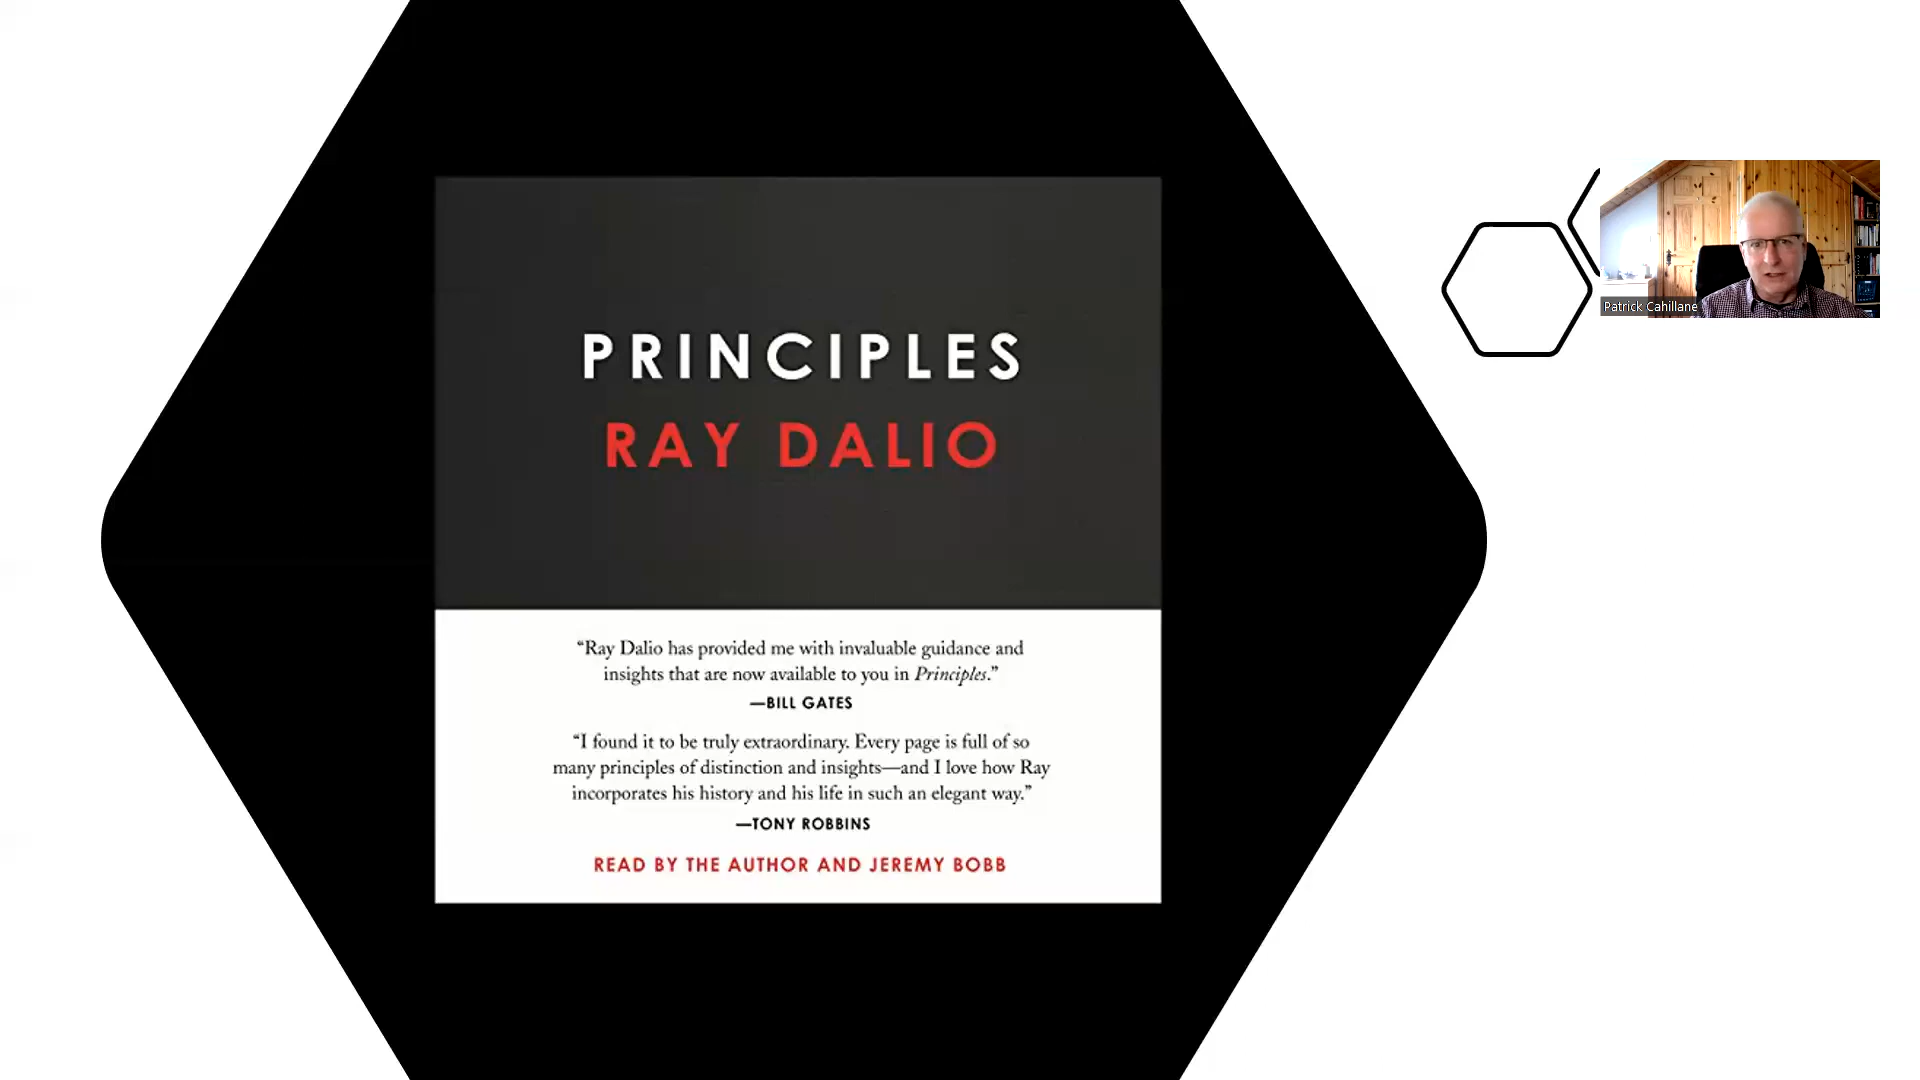 PRINCIPLES
RAY DALIO
“Ray Dalio has provided me with invaluable guidance and
insights that are now available to you in Principles.”
—BILL GATES
“I found it to be truly extraordinary. Every page is full of so
many principles of distinction and insights—and I love how Ray
incorporates his history and his life in such an elegant way.”
—TONY ROBBINS
READ BY THE AUTHOR AND JEREMY BOBB
Patrick Cahillane